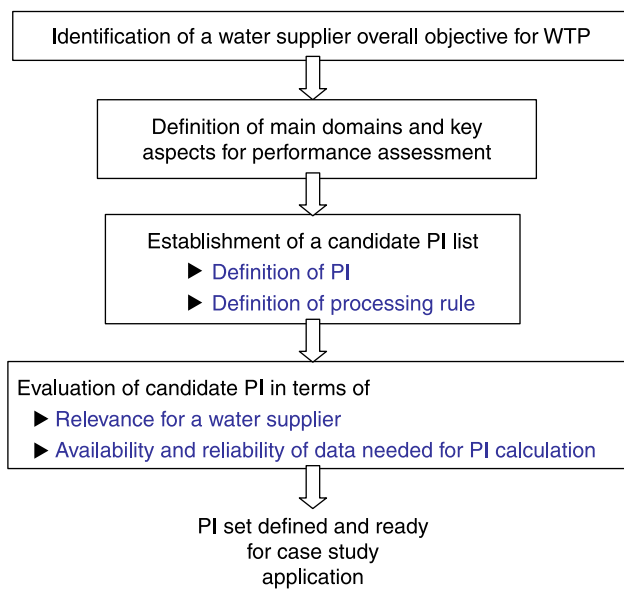 Identification of a water supplier overall objective for WTP
Definition of main domains and key
aspects for performance assessment
Establishment of a candidate PI list
▶ Definition of PI
▶ Definition of processing rule
Evaluation of candidate PI in terms of
▶ Relevance for a water supplier
▶ Availability and reliability of data needed for PI calculation
PI set defined and ready
for case study
application